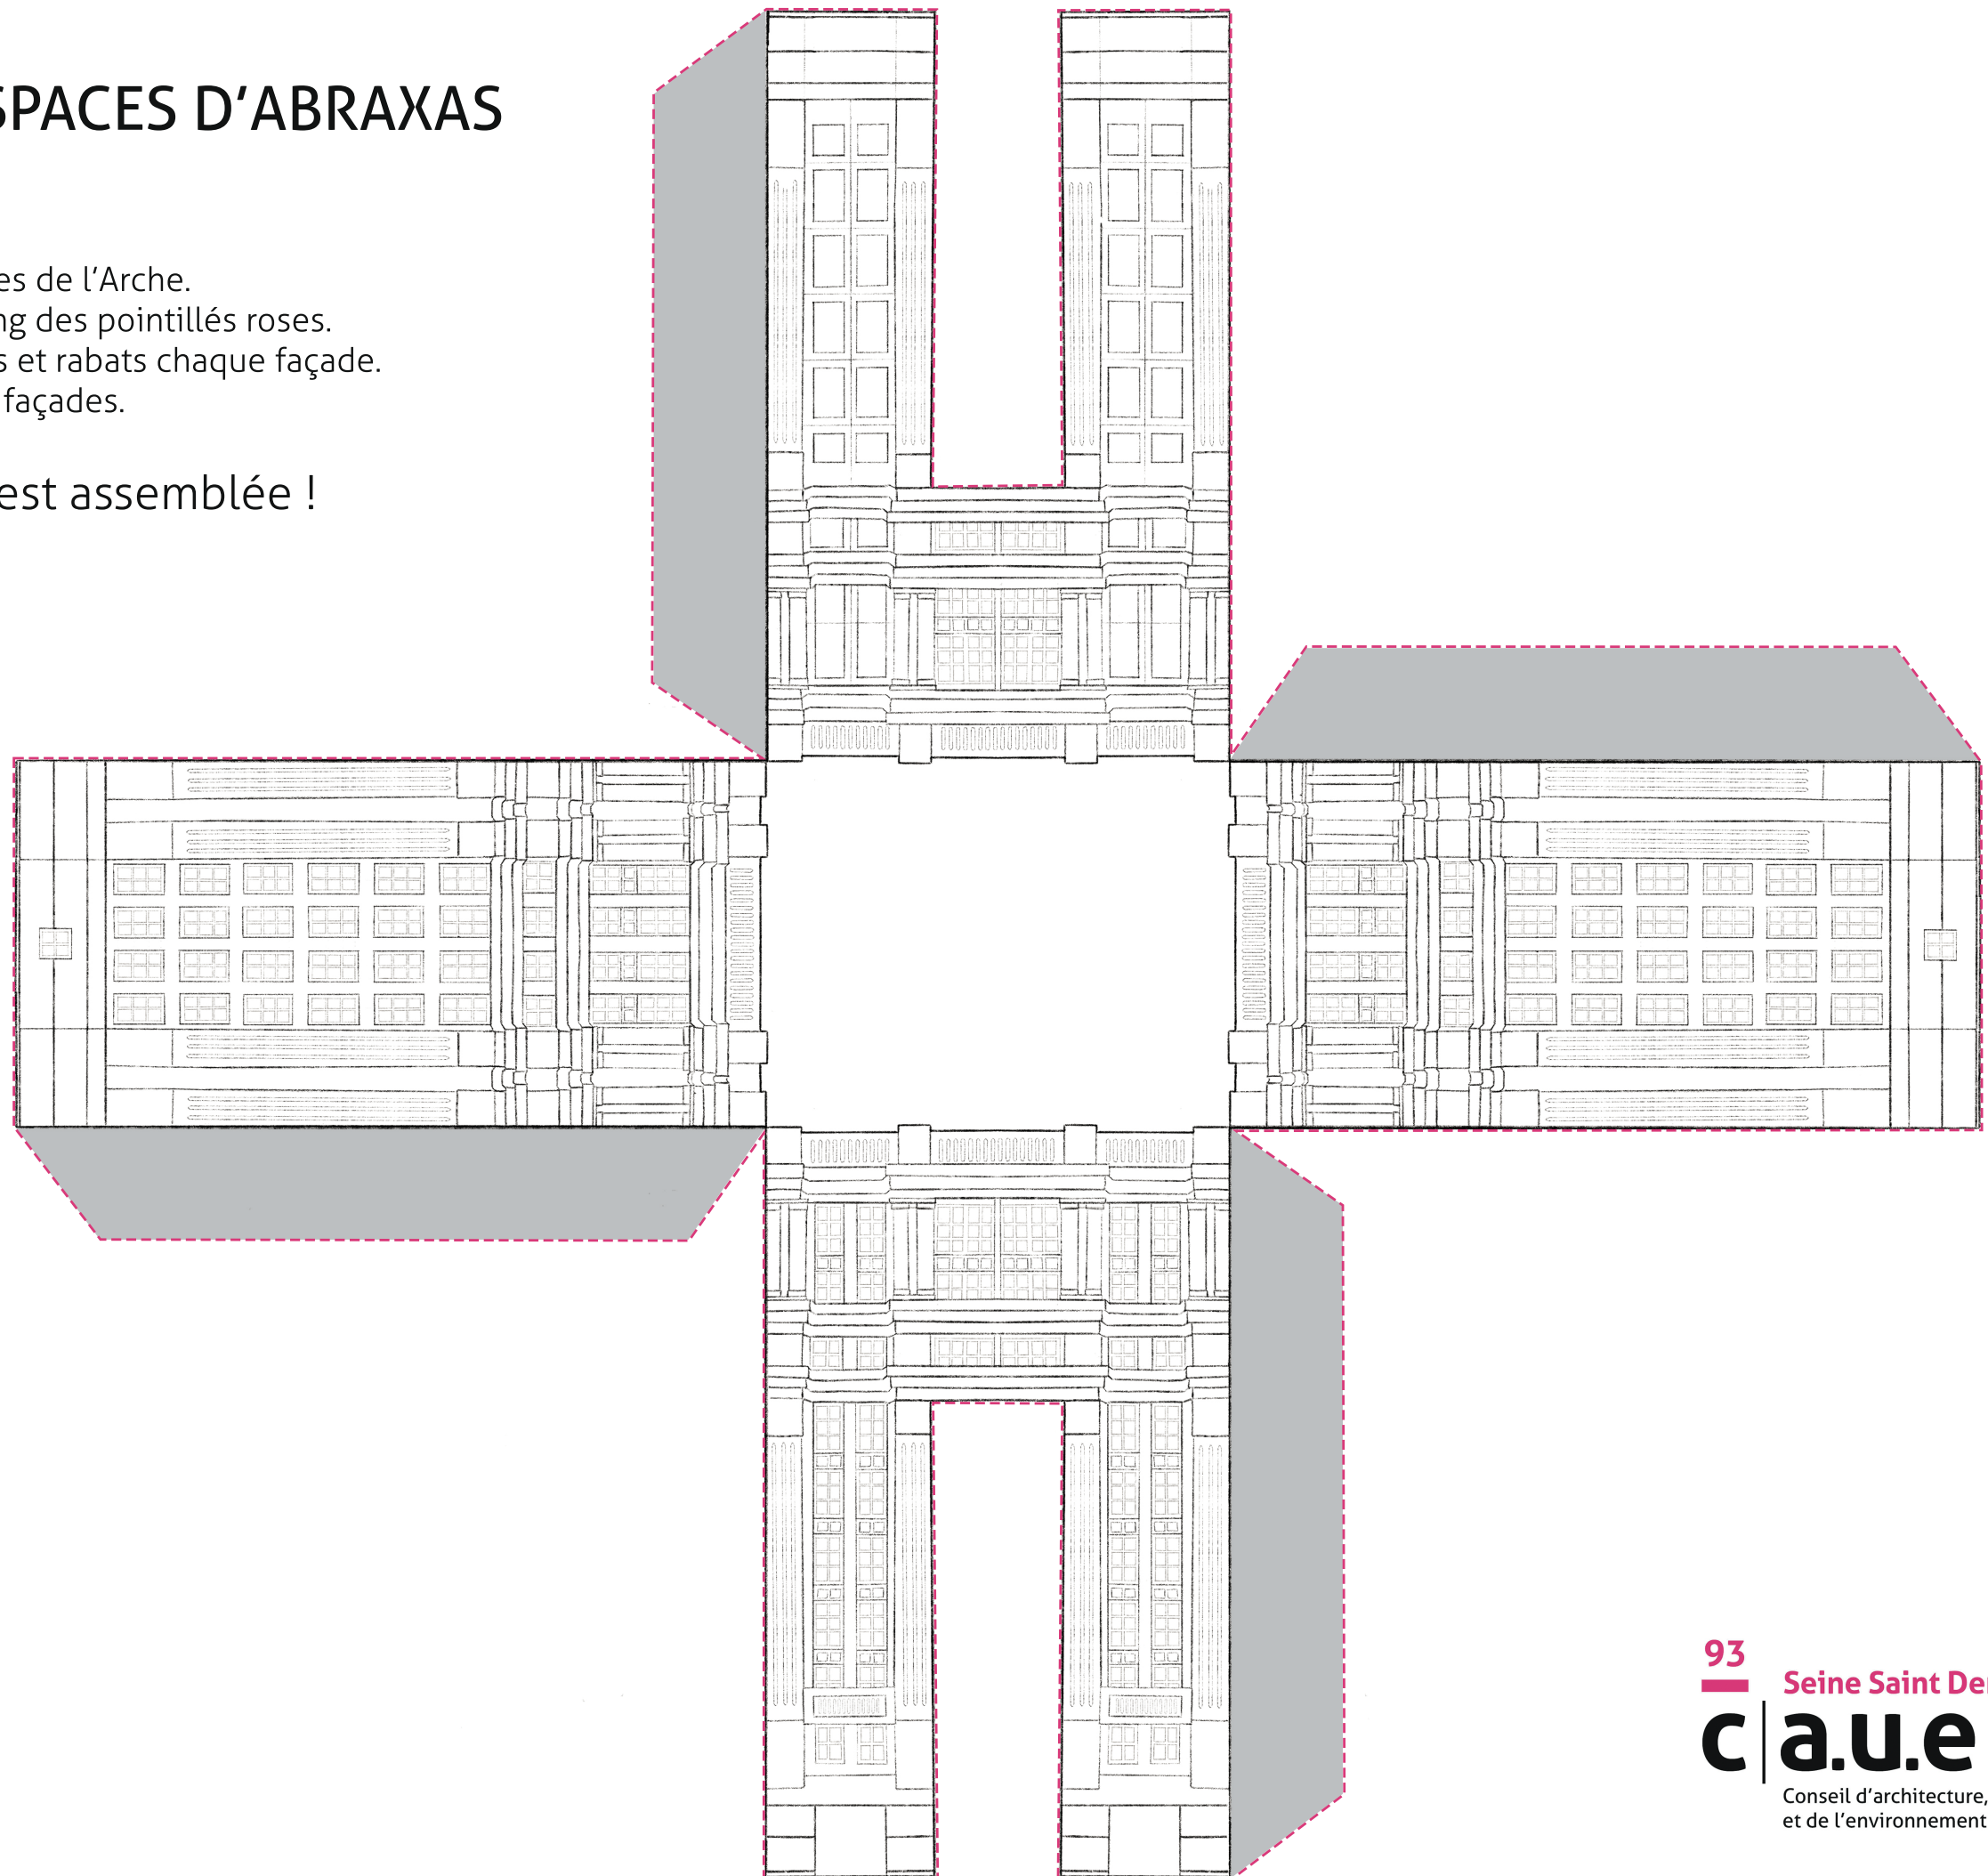 SPACES D'ABRAXAS
es de l'Arche.
ng des pointillés roses.
s et rabats chaque façade.
façades.
est assemblée !
93
Seine Saint De
c|a.u.e
Conseil d'architecture,
et de l'environnement